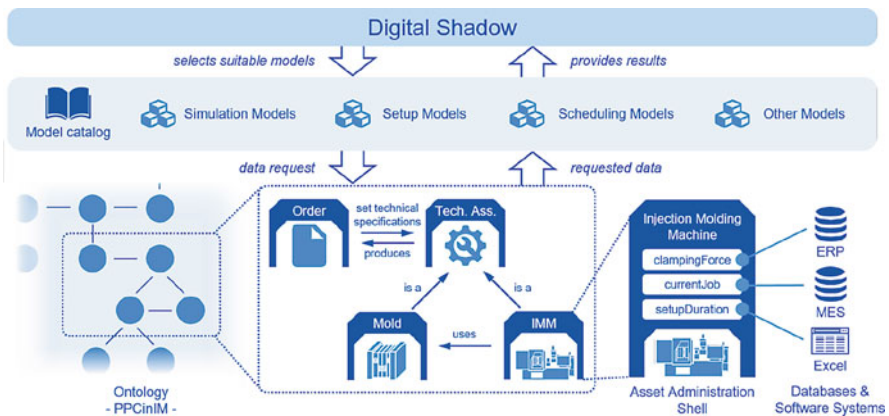 Digital Shadow
selects suitable models
provides results
Model catalog
Simulation Models
Setup Models
Scheduling Models
Other Models
data request
requested data
Order
set technical
specifications
produces
Tech. Ass.
is a
is a
Mold
uses
IMM
Injection Molding
Machine
clampingForce
currentJob
setupDuration
ERP
MES
Excel
Ontology
- PPCinIM -
Asset Administration
Shell
Databases &
Software Systems